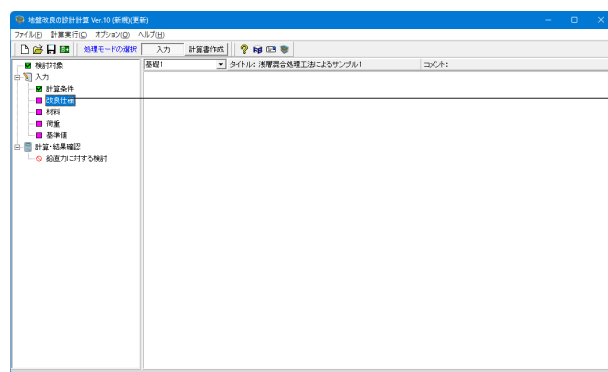 地盤改良の設計計算 Ver.10 (新規)(更新)
ファイル(F) 計算実行(C) オプション(O) ヘルプ(H)
処理モードの選択 入力 計算書作成
検討対象 基礎1 タイトル: 浅層混合処理工法によるサンプル1 コメント:
入力
計算条件
改良仕様
材料
荷重
基準値
計算・結果確認
鉛直力に対する検討